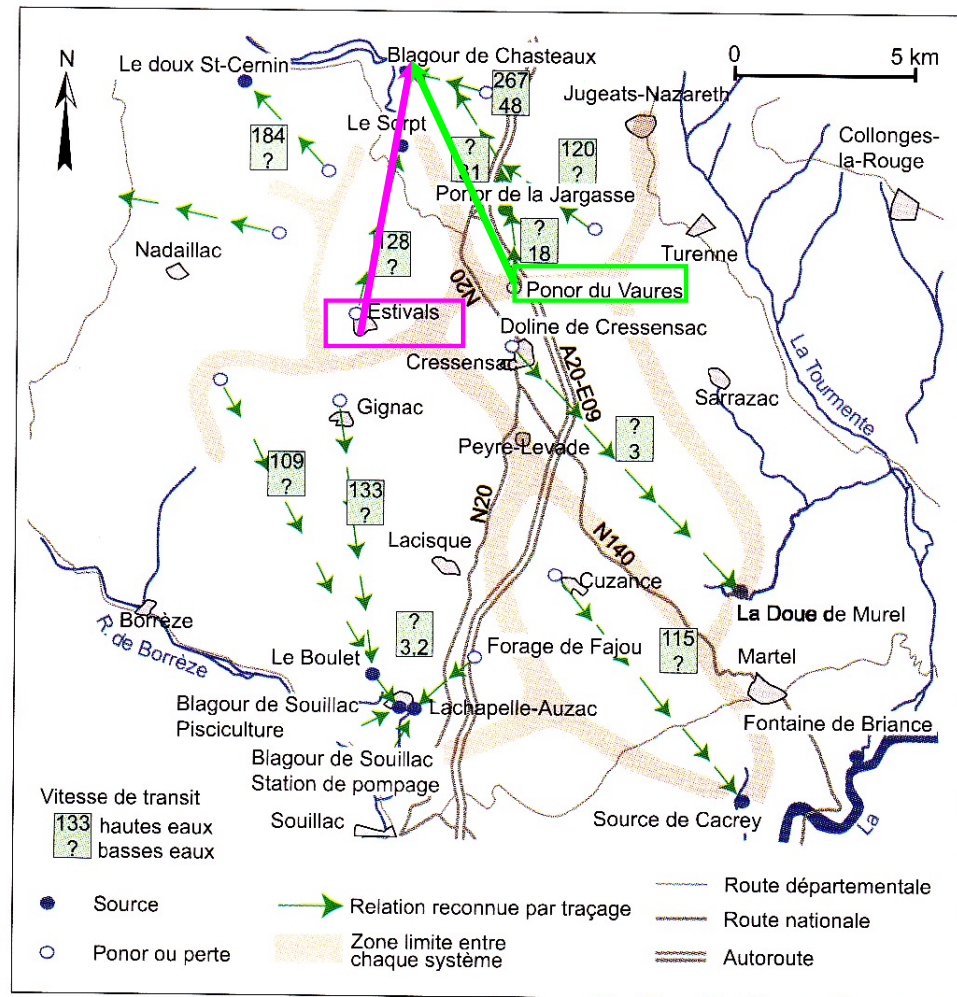 N
Blagour de Chasteaux
0
5 km
Le doux St-Cernin
267
48
Jugeats-Nazareth
Le Sorpt
184
?
?
31
120
?
Collonges-
la-Rouge
Ponor de la Jargasse
?
18
Nadaillac
128
?
Turenne
N20
Ponor du Vaures
Estivals
Doline de Cressensac
Cressensac
A20-E09
La Tourmente
Sarrazac
Gignac
?
3
Peyre-Levade
109
?
133
?
N20
N140
Lacisque
Cuzance
La Doue de Murel
Borrèze
R. de Borrèze
?
3,2
115
?
Forage de Fajou
Martel
Le Boulet
Blagour de Souillac
Pisciculture
Lachapelle-Auzac
Fontaine de Briance
Blagour de Souillac
Station de pompage
Souillac
Source de Cacrey
La
Vitesse de transit
133 hautes eaux
? basses eaux
Source
Relation reconnue par traçage
Route départementale
Route nationale
Ponor ou perte
Zone limite entre
chaque système
Autoroute